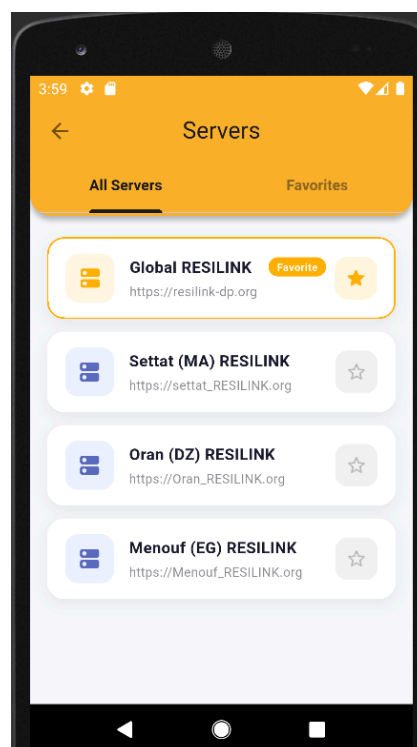 3:59
Servers
All Servers
Favorites
Global RESILINK
Favorite
https://resilink-dp.org
Settat (MA) RESILINK
https://settat_RESILINK.org
Oran (DZ) RESILINK
https://Oran_RESILINK.org
Menouf (EG) RESILINK
https://Menouf_RESILINK.org